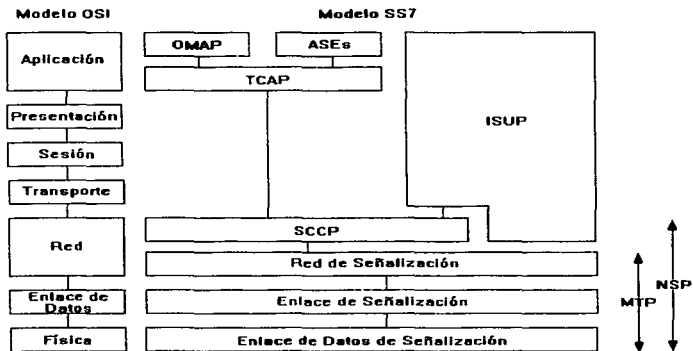 Modelo OSI
Modelo SS7
Aplicación
OMAP
ASEs
TCAP
ISUP
Presentación
Sesión
Transporte
Red
SCCP
Red de Señalización
NSP
MTP
Enlace de
Datos
Enlace de Señalización
Física
Enlace de Datos de Señalización